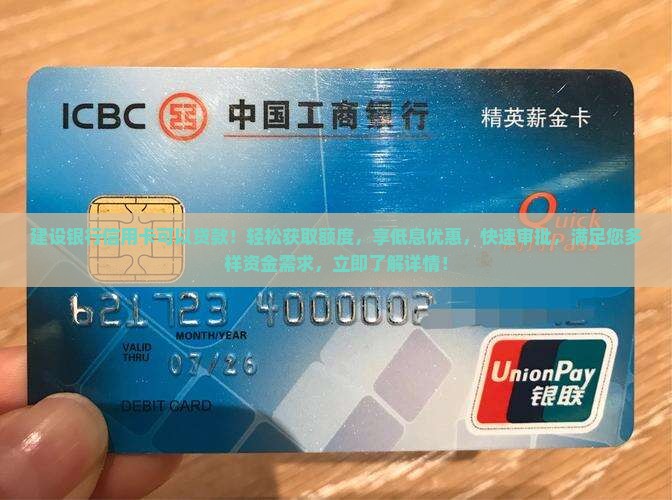 ICBC 中国工商银行 精英薪金卡
Quick
Pass
建设银行信用卡可以贷款！轻松获取额度，享低息优惠，快速审批，满足您多
样资金需求，立即了解详情！
621723 4000002
MONTH/YEAR
VALID
THRU
07/26
DEBIT CARD
UnionPay
银联